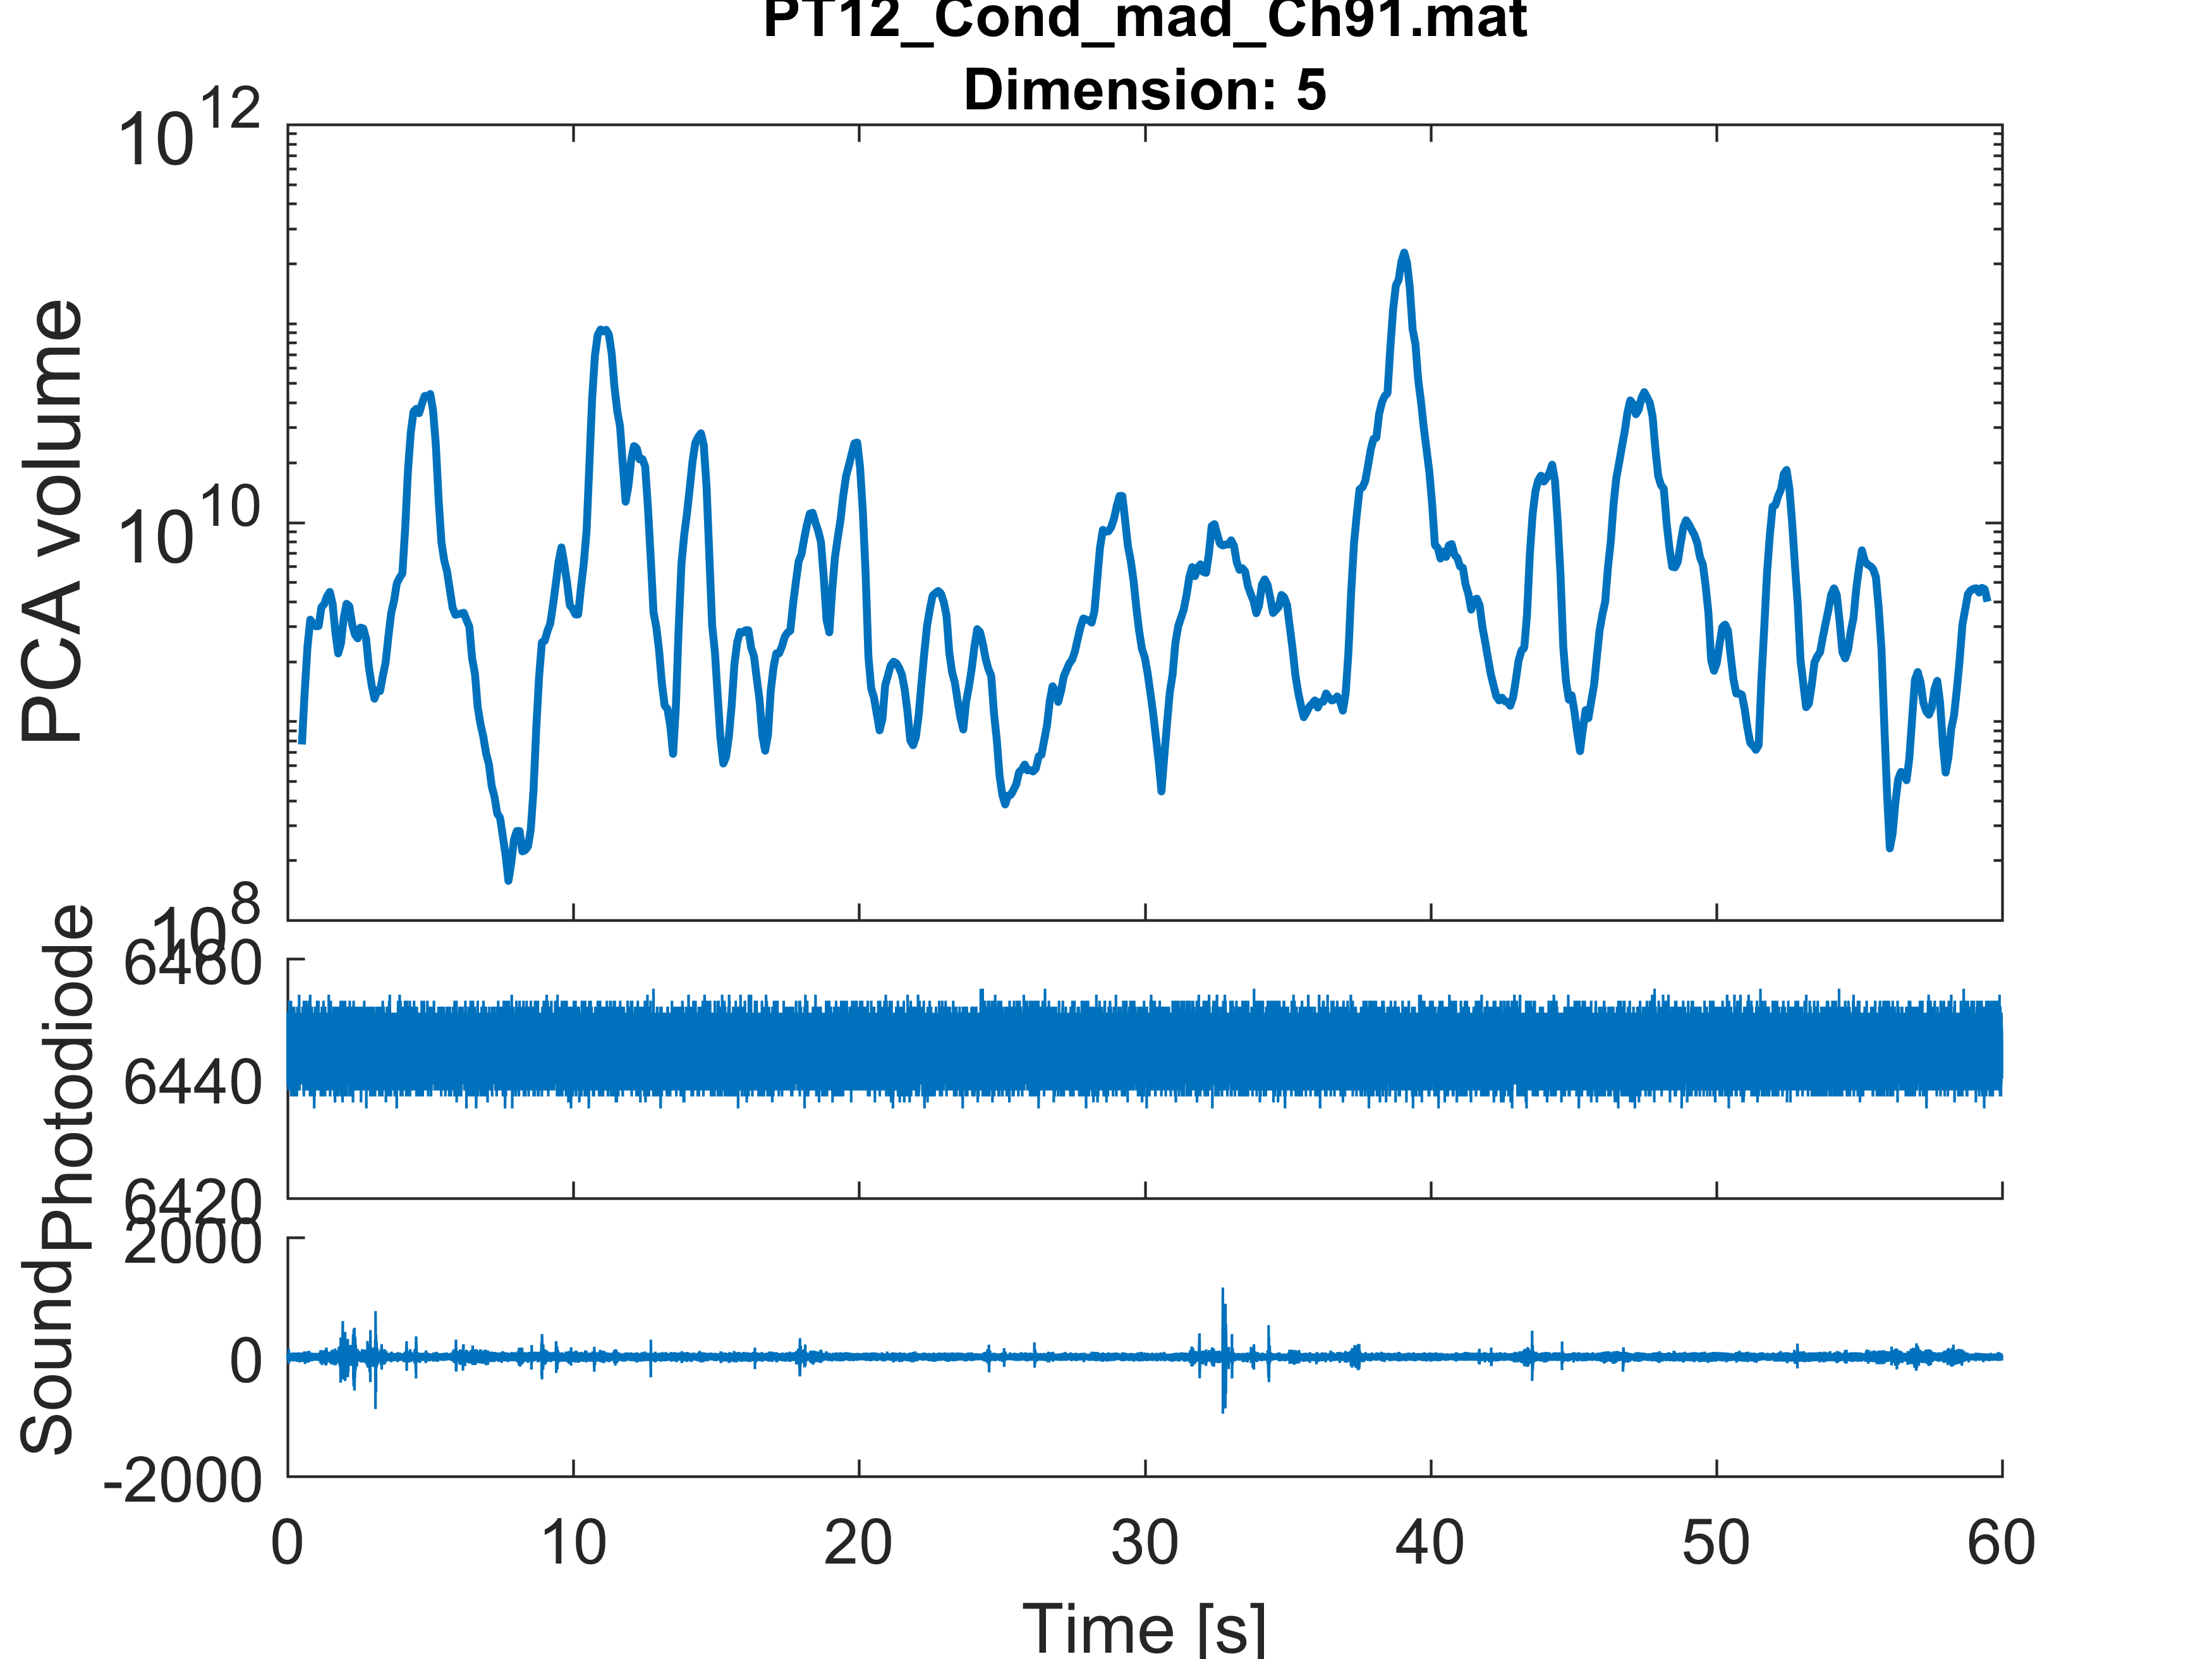 PT12_Cond_mad_Ch91.mat
Dimension: 5
10^12
10^10
10^8
PCA volume
6460
6440
6420
Photodiode
2000
0
-2000
Sound
0 10 20 30 40 50 60
Time [s]